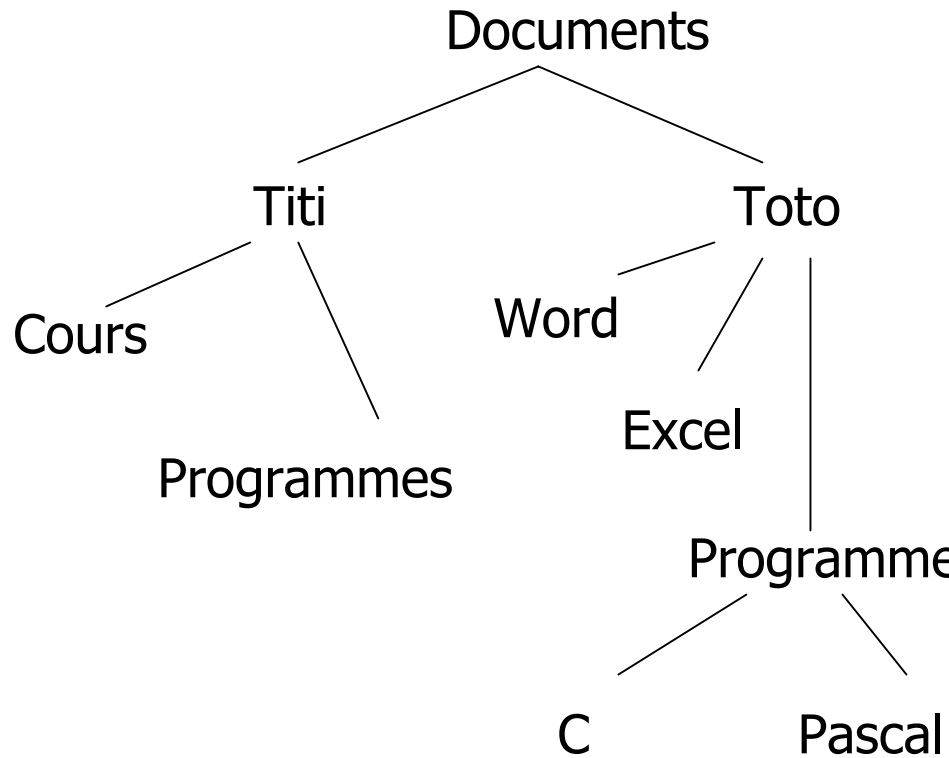 Documents
Titi
Toto
Cours
Word
Excel
Programmes
Programme
C
Pascal